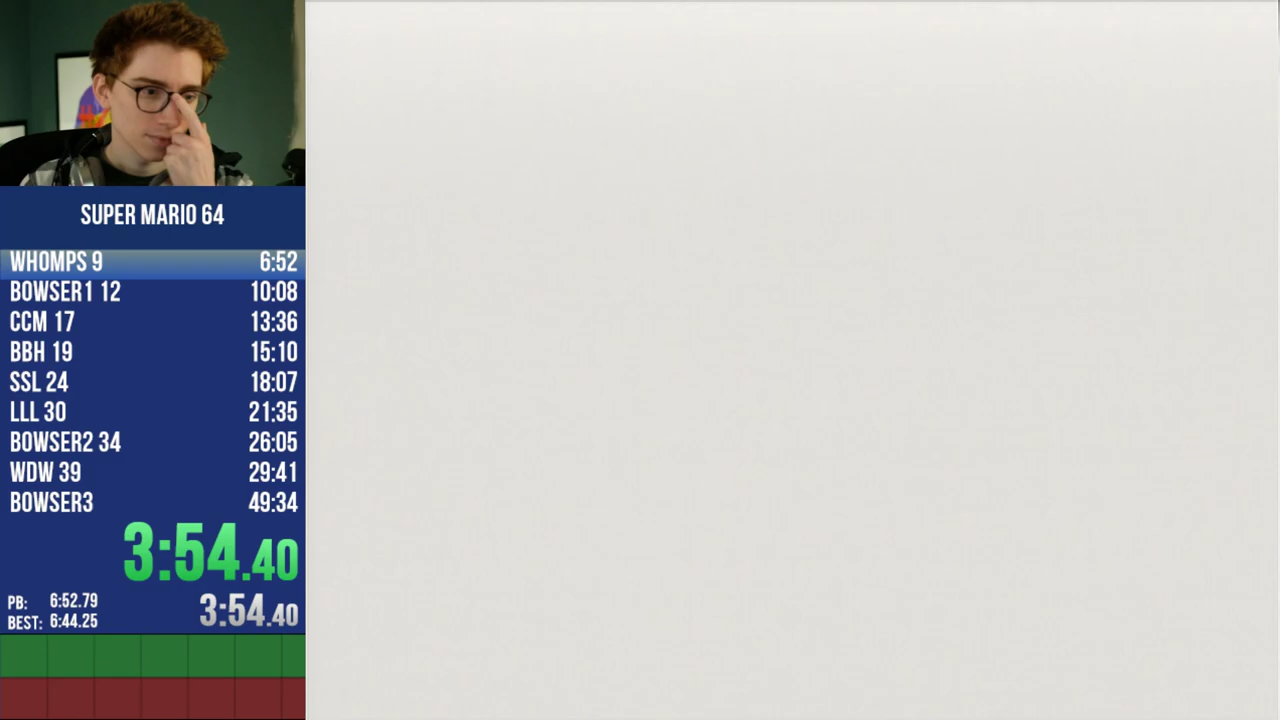 SUPER MARIO 64
WHOMPS 9 6:52
BOWSER1 12 10:08
CCM 17 13:36
BBH 19 15:10
SSL 24 18:07
LLL 30 21:35
BOWSER2 34 26:05
WDW 39 29:41
BOWSER3 49:34
3:54.40
PB: 6:52.79
BEST: 6:44.25
3:54.40